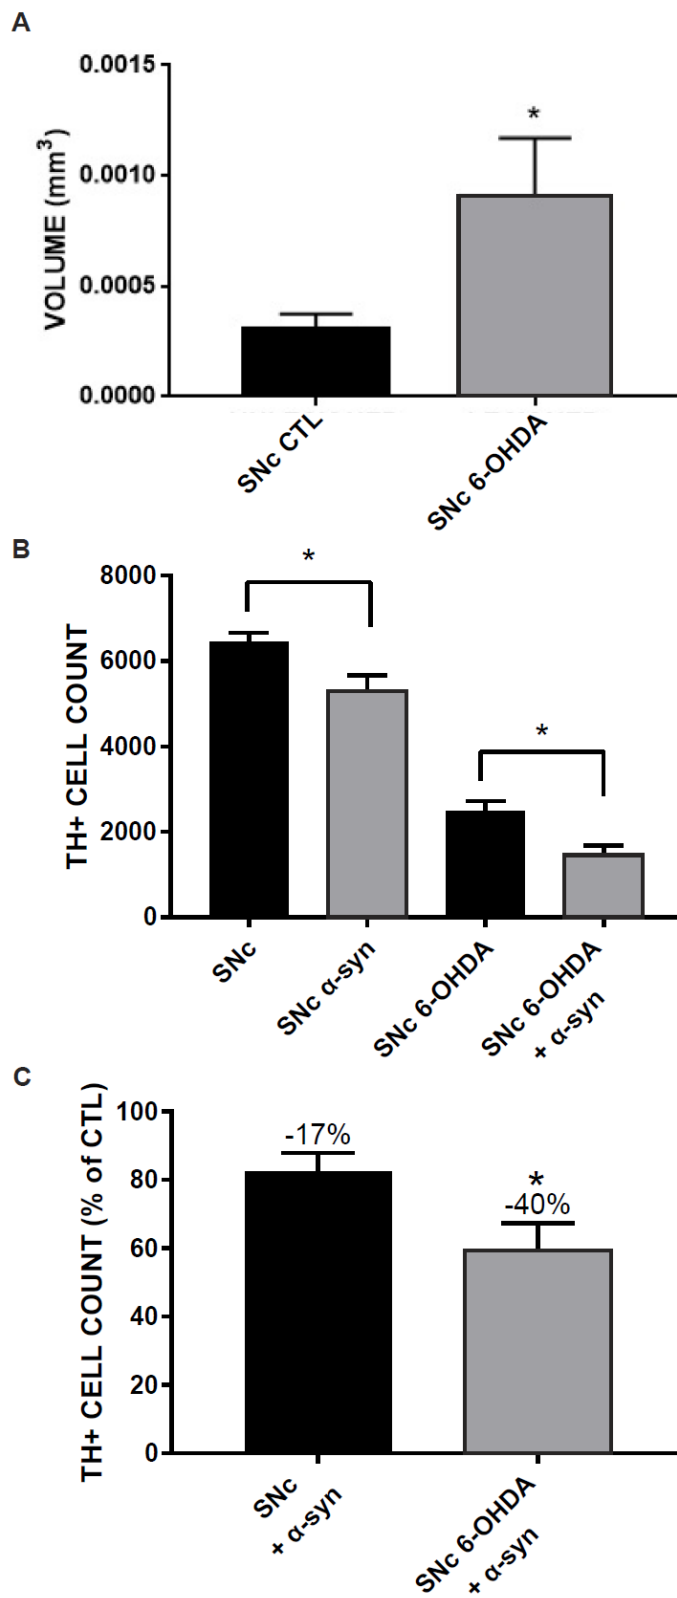 A
VOLUME (mm³)
0.0015
0.0010
0.0005
0.0000
*
SNc CTL
SNc 6-OHDA
B
TH+ CELL COUNT
8000
6000
4000
2000
0
*
*
SNc
SNc α-syn
SNc 6-OHDA
SNc 6-OHDA
+ α-syn
C
TH+ CELL COUNT (% of CTL)
100
80
60
40
20
0
-17%
*
-40%
SNc
+ α-syn
SNc 6-OHDA
+ α-syn